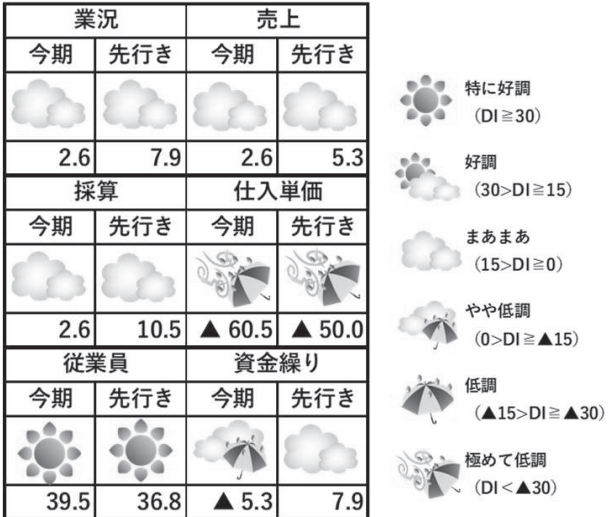 業況 売上
今期 先行き 今期 先行き
2.6 7.9 2.6 5.3
採算 仕入単価
今期 先行き 今期 先行き
2.6 10.5 ▲ 60.5 ▲ 50.0
従業員 資金繰り
今期 先行き 今期 先行き
39.5 36.8 ▲ 5.3 7.9
特に好調
（DI≧30）
好調
（30>DI≧15）
まあまあ
（15>DI≧0）
やや低調
（0>DI≧▲15）
低調
（▲15>DI≧▲30）
極めて低調
（DI<▲30）